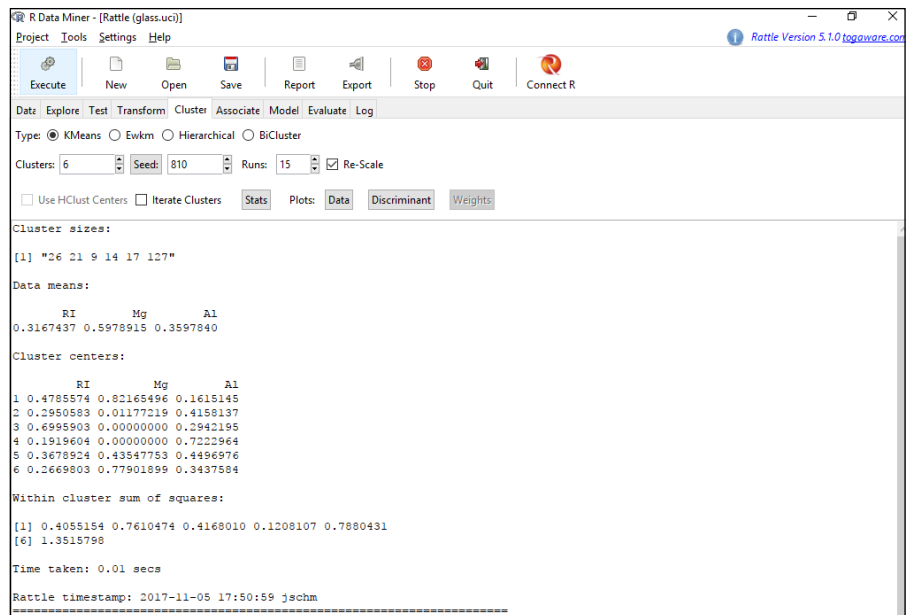 R Data Miner - [Rattle (glass.uci)]
Project Tools Settings Help
Rattle Version 5.1.0 togaware.com
Execute New Open Save Report Export Stop Quit Connect R
Data Explore Test Transform Cluster Associate Model Evaluate Log
Type: KMeans Ewkm Hierarchical BiCluster
Clusters: 6 Seed: 810 Runs: 15 Re-Scale
Use HClust Centers Iterate Clusters Stats Plots: Data Discriminant Weights
Cluster sizes:
[1] "26 21 9 14 17 127"
Data means:
RI Mg Al
0.3167437 0.5978915 0.3597840
Cluster centers:
RI Mg Al
1 0.4785574 0.82165496 0.1615145
2 0.2950583 0.01177219 0.4158137
3 0.6995903 0.00000000 0.2942195
4 0.1919604 0.00000000 0.7222964
5 0.3678924 0.43547753 0.4496976
6 0.2669803 0.77901899 0.3437584
Within cluster sum of squares:
[1] 0.4055154 0.7610474 0.4168010 0.1208107 0.7880431
[6] 1.3515798
Time taken: 0.01 secs
Rattle timestamp: 2017-11-05 17:50:59 jschm
======================================================================